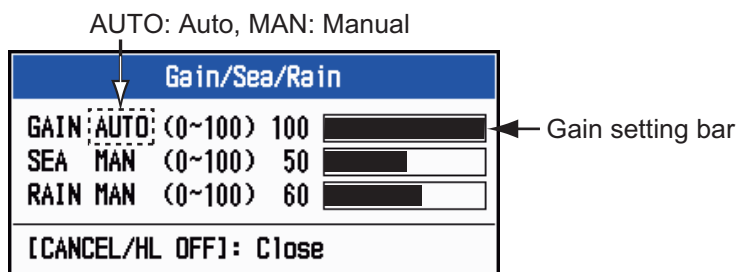 AUTO: Auto, MAN: Manual
Gain/Sea/Rain
GAIN AUTO (0~100) 100
Gain setting bar
SEA MAN (0~100) 50
RAIN MAN (0~100) 60
[CANCEL/HL OFF]: Close